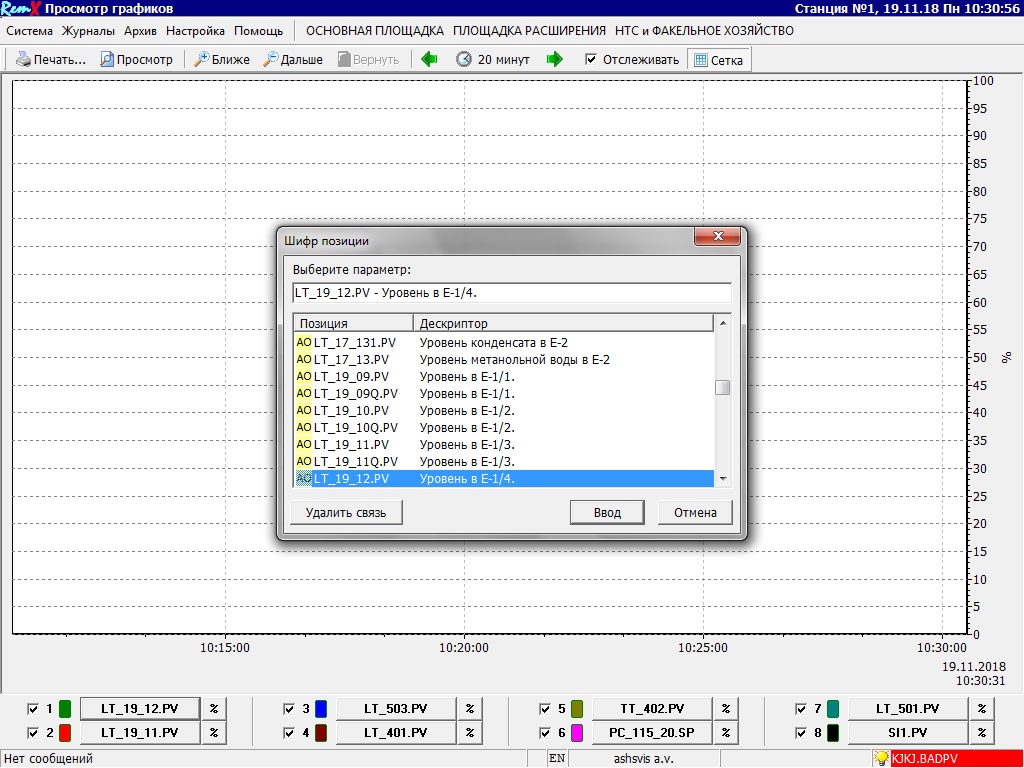 RemX Просмотр графиков Станция №1, 19.11.18 Пн 10:30:56
Система Журналы Архив Настройка Помощь ОСНОВНАЯ ПЛОЩАДКА ПЛОЩАДКА РАСШИРЕНИЯ НТС и ФАКЕЛЬНОЕ ХОЗЯЙСТВО
Печать... Просмотр Ближе Дальше Вернуть 20 минут Отслеживать Сетка
100
95
90
85
80
75
70
65
60
55
50
45
40
35
30
25
20
15
10
5
0
%
Шифр позиции
Выберите параметр:
LT_19_12.PV - Уровень в Е-1/4.
Позиция Дескриптор
AO LT_17_131.PV Уровень конденсата в Е-2
AO LT_17_13.PV Уровень метанольной воды в Е-2
AO LT_19_09.PV Уровень в Е-1/1.
AO LT_19_09Q.PV Уровень в Е-1/1.
AO LT_19_10.PV Уровень в Е-1/2.
AO LT_19_10Q.PV Уровень в Е-1/2.
AO LT_19_11.PV Уровень в Е-1/3.
AO LT_19_11Q.PV Уровень в Е-1/3.
AO LT_19_12.PV Уровень в Е-1/4.
Удалить связь Ввод Отмена
10:15:00 10:20:00 10:25:00 10:30:00
19.11.2018
10:30:31
1 LT_19_12.PV % 3 LT_503.PV % 5 TT_402.PV % 7 LT_501.PV %
2 LT_19_11.PV % 4 LT_401.PV % 6 PC_115_20.SP % 8 SI1.PV %
Нет сообщений EN ashsvis a.v. KJKJ.BADPV